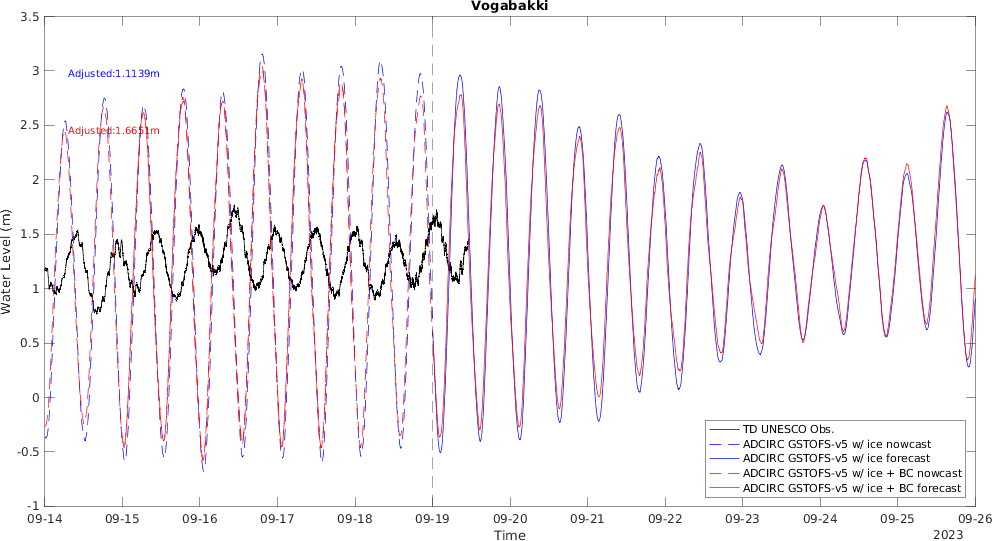 Vogabakki
3.5
3
2.5
2
1.5
1
0.5
0
-0.5
-1
Water Level (m)
Adjusted:1.1139m
Adjusted:1.6651m
TD UNESCO Obs.
ADCIRC GSTOFS-v5 w/ ice nowcast
ADCIRC GSTOFS-v5 w/ ice forecast
ADCIRC GSTOFS-v5 w/ ice + BC nowcast
ADCIRC GSTOFS-v5 w/ ice + BC forecast
09-14 09-15 09-16 09-17 09-18 09-19 09-20 09-21 09-22 09-23 09-24 09-25 09-26
Time
2023